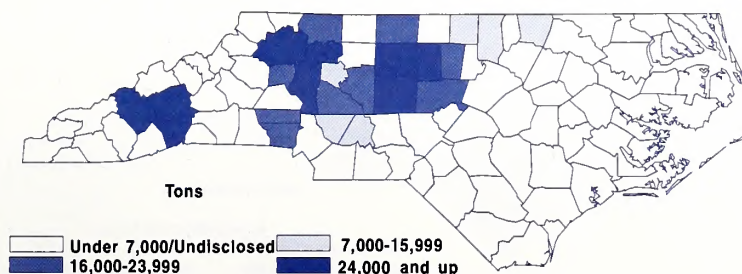 Tons
Under 7,000/Undisclosed
7,000-15,999
16,000-23,999
24,000 and up